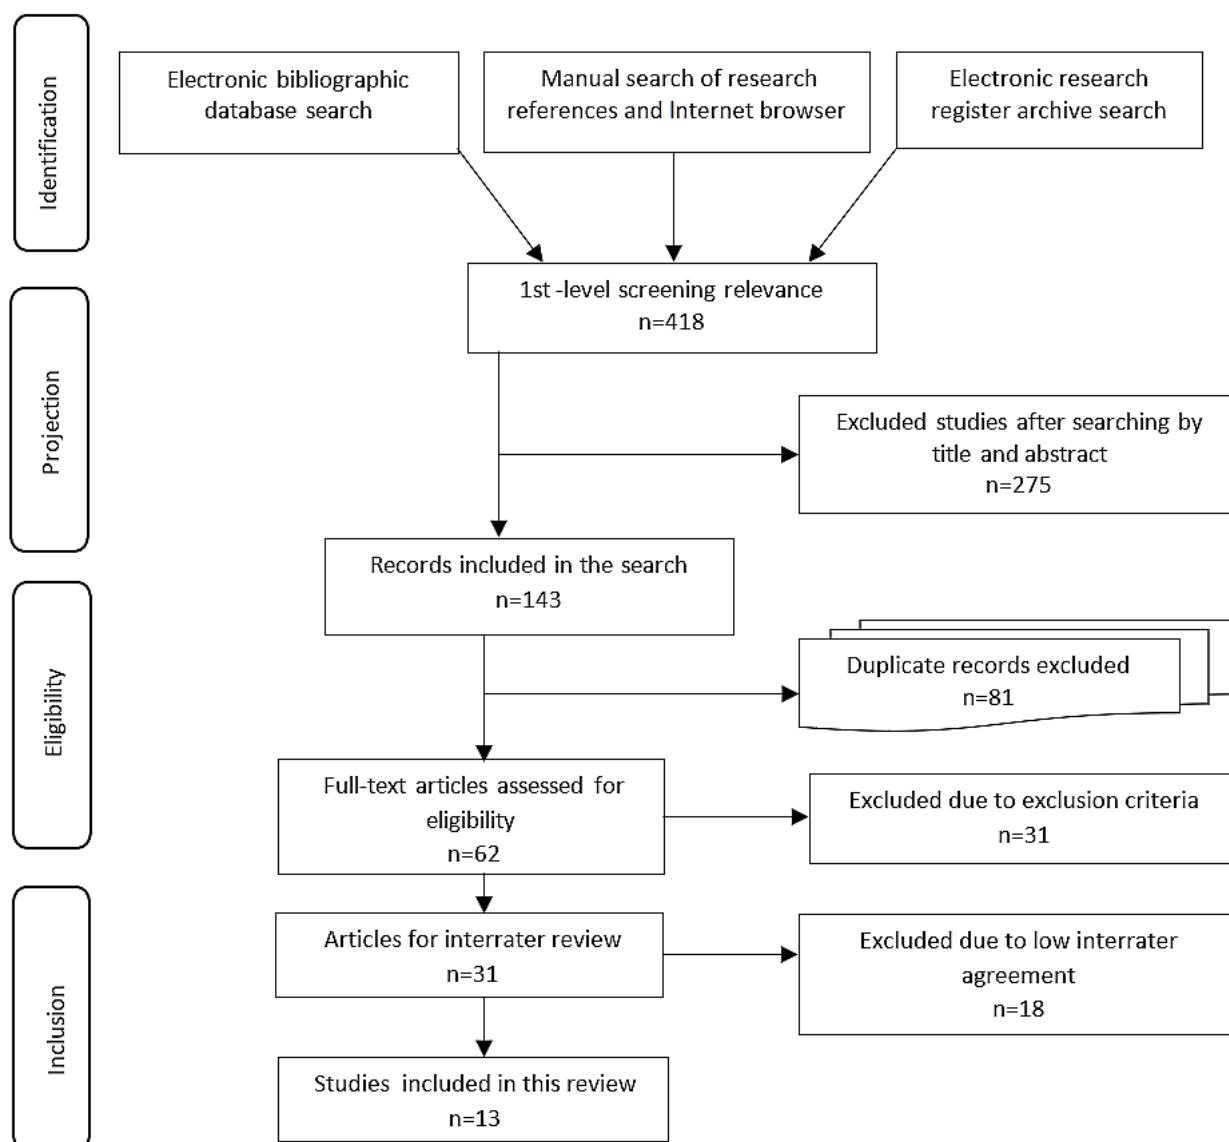 Identification
Electronic bibliographic
database search
Manual search of research
references and Internet browser
Electronic research
register archive search
1st -level screening relevance
n=418
Projection
Excluded studies after searching by
title and abstract
n=275
Records included in the search
n=143
Eligibility
Duplicate records excluded
n=81
Full-text articles assessed for
eligibility
n=62
Excluded due to exclusion criteria
n=31
Inclusion
Articles for interrater review
n=31
Excluded due to low interrater
agreement
n=18
Studies included in this review
n=13